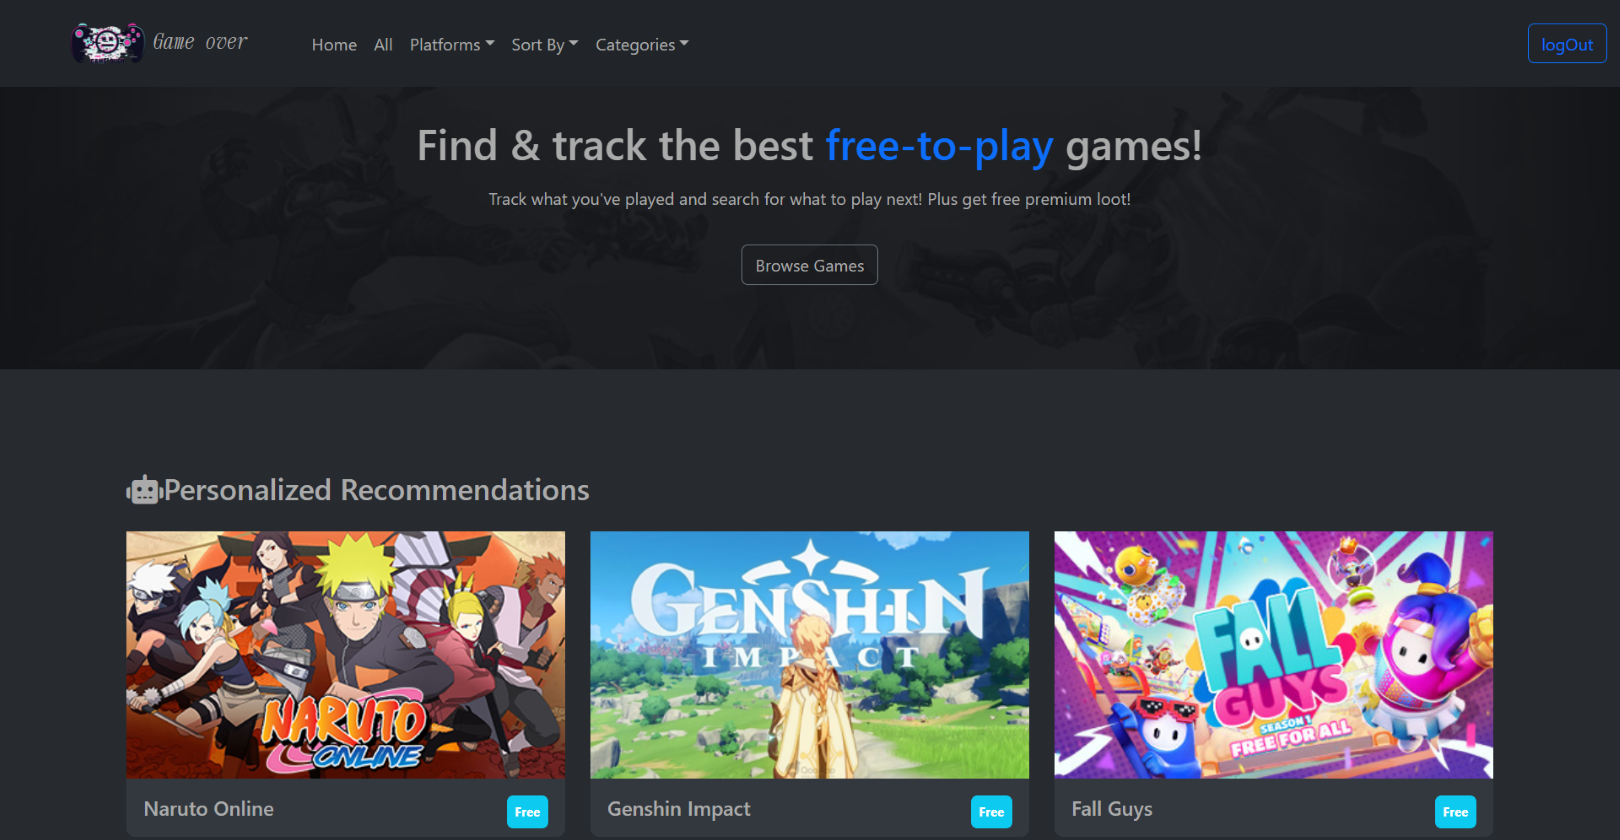 Game over
Home All Platforms Sort By Categories
logOut
Find & track the best free-to-play games!
Track what you've played and search for what to play next! Plus get free premium loot!
Browse Games
Personalized Recommendations
NARUTO
ONLINE
GENSHIN
IMPACT
FALL
GUYS
SEASON 1
FREE FOR ALL
Naruto Online Free
Genshin Impact Free
Fall Guys Free